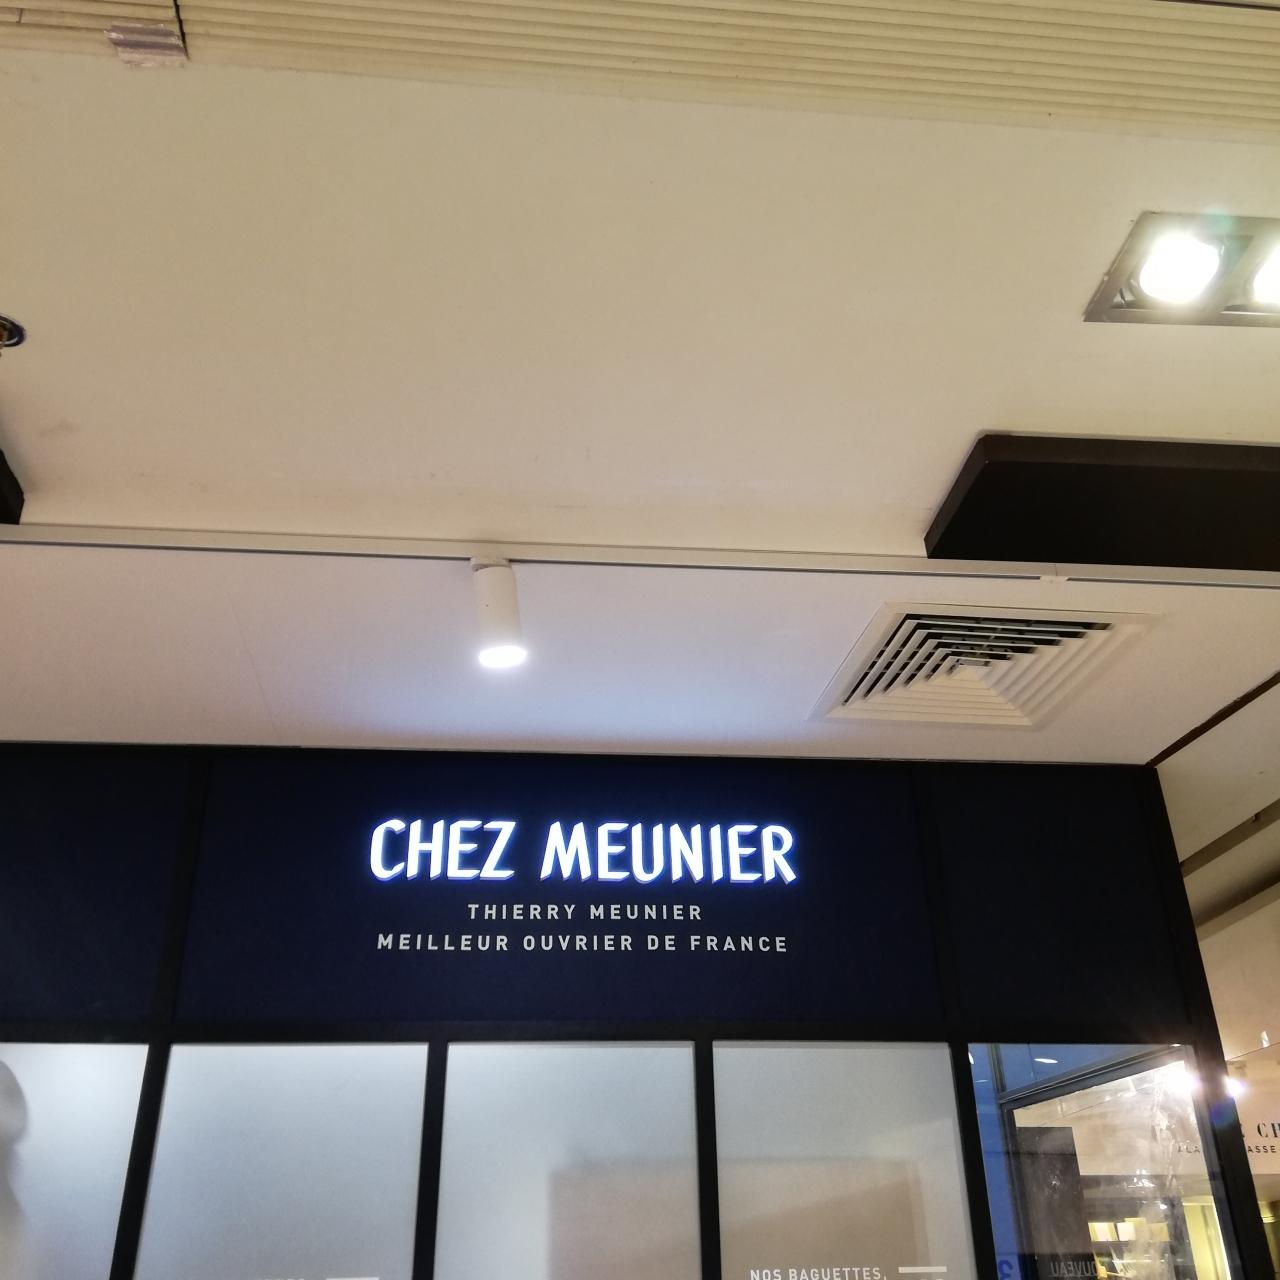 CHEZ MEUNIER
THIERRY MEUNIER
MEILLEUR OUVRIER DE FRANCE
NOS BAGUETTES,